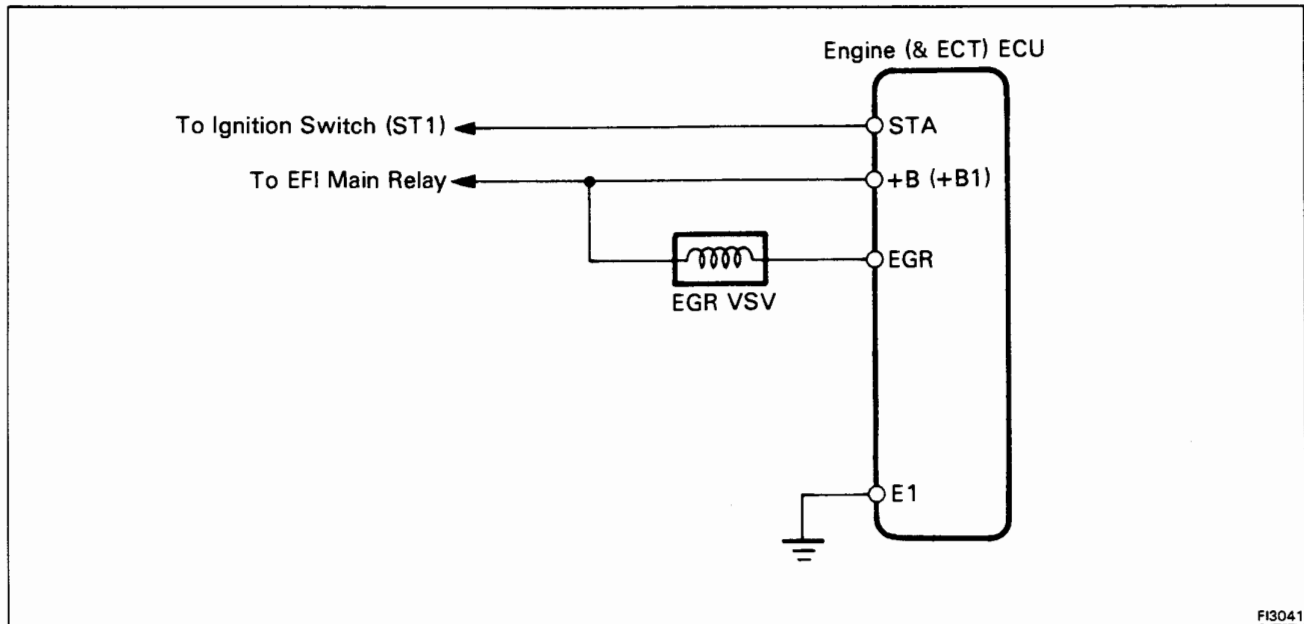 Engine (& ECT) ECU
To Ignition Switch (ST1)
STA
To EFI Main Relay
+B (+B1)
EGR
EGR VSV
E1
FI3041